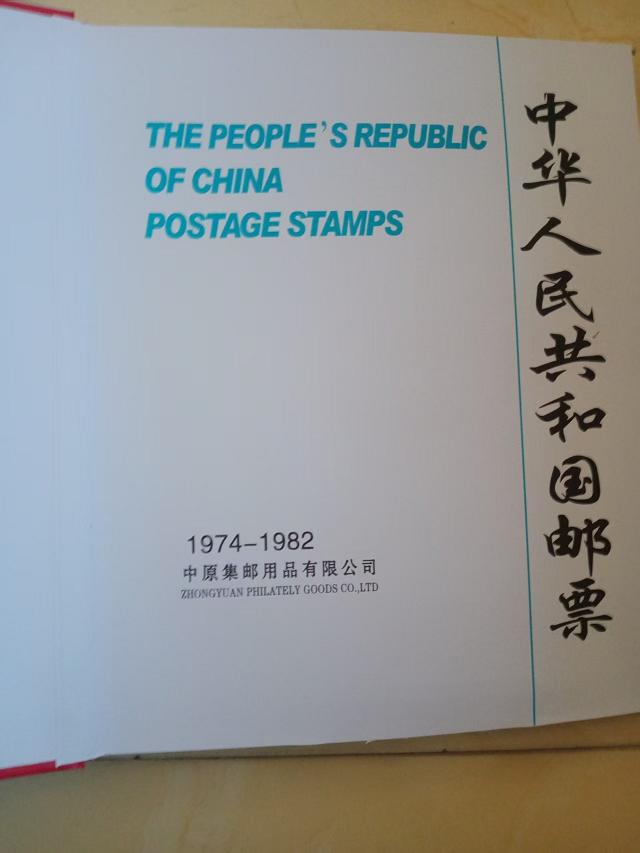 THE PEOPLE'S REPUBLIC
OF CHINA
POSTAGE STAMPS
中华人民共和国邮票
1974-1982
中原集邮用品有限公司
ZHONGYUAN PHILATELY GOODS CO.,LTD